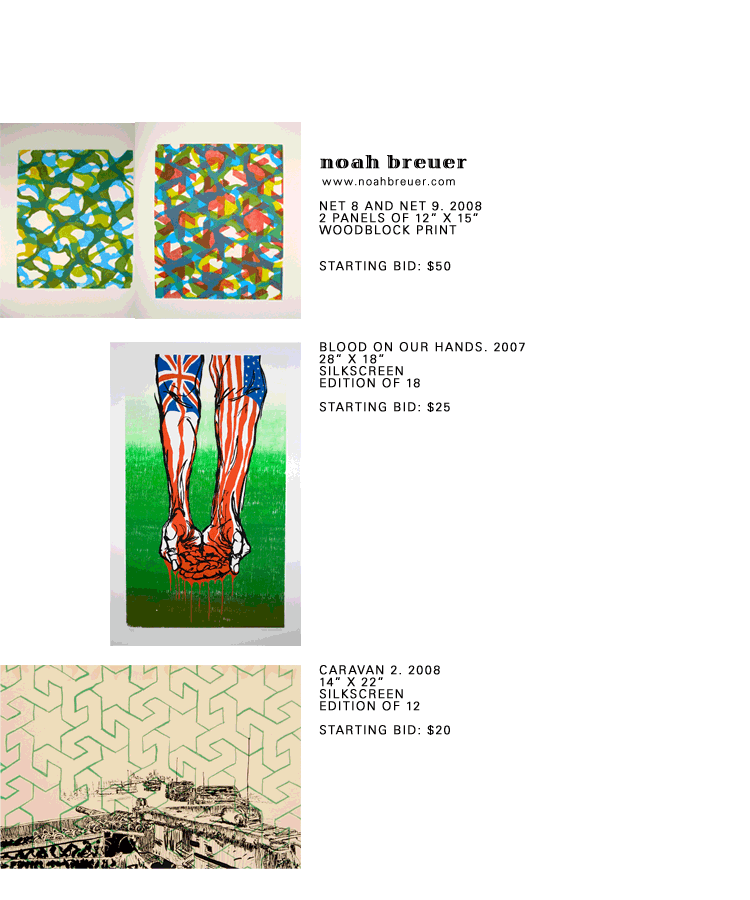 noah breuer
www.noahbreuer.com
NET 8 AND NET 9. 2008
2 PANELS OF 12” X 15”
WOODBLOCK PRINT
STARTING BID: $50
BLOOD ON OUR HANDS. 2007
28” X 18”
SILKSCREEN
EDITION OF 18
STARTING BID: $25
CARAVAN 2. 2008
14” X 22”
SILKSCREEN
EDITION OF 12
STARTING BID: $20